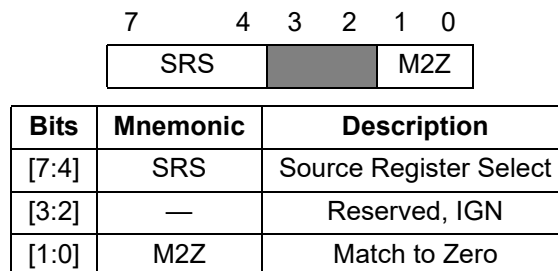 7 4 3 2 1 0
SRS M2Z
Bits Mnemonic Description
[7:4] SRS Source Register Select
[3:2] — Reserved, IGN
[1:0] M2Z Match to Zero